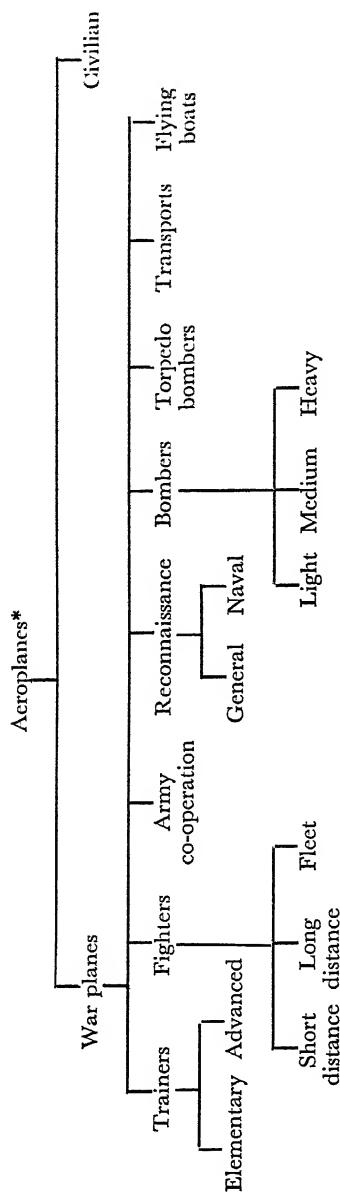 Aeroplanes*
War planes
Civilian
Trainers
Fighters
Army
co-operation
Reconnaissance
Bombers
Torpedo
bombers
Transports
Flying
boats
Elementary
Advanced
Short
distance
Long
distance
Fleet
General
Naval
Light
Medium
Heavy